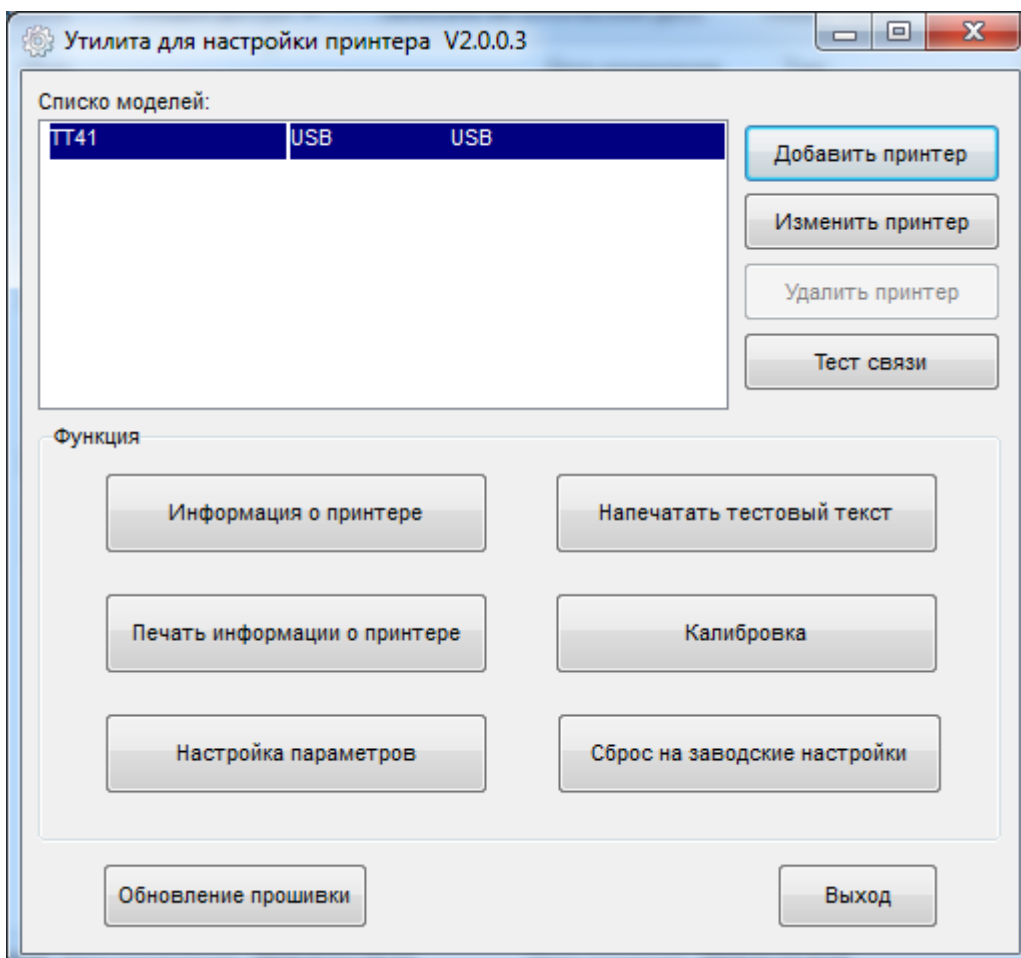 Утилита для настройки принтера V2.0.0.3
Списко моделей:
TT41 USB USB
Добавить принтер
Изменить принтер
Удалить принтер
Тест связи
Функция
Информация о принтере
Напечатать тестовый текст
Печать информации о принтере
Калибровка
Настройка параметров
Сброс на заводские настройки
Обновление прошивки
Выход